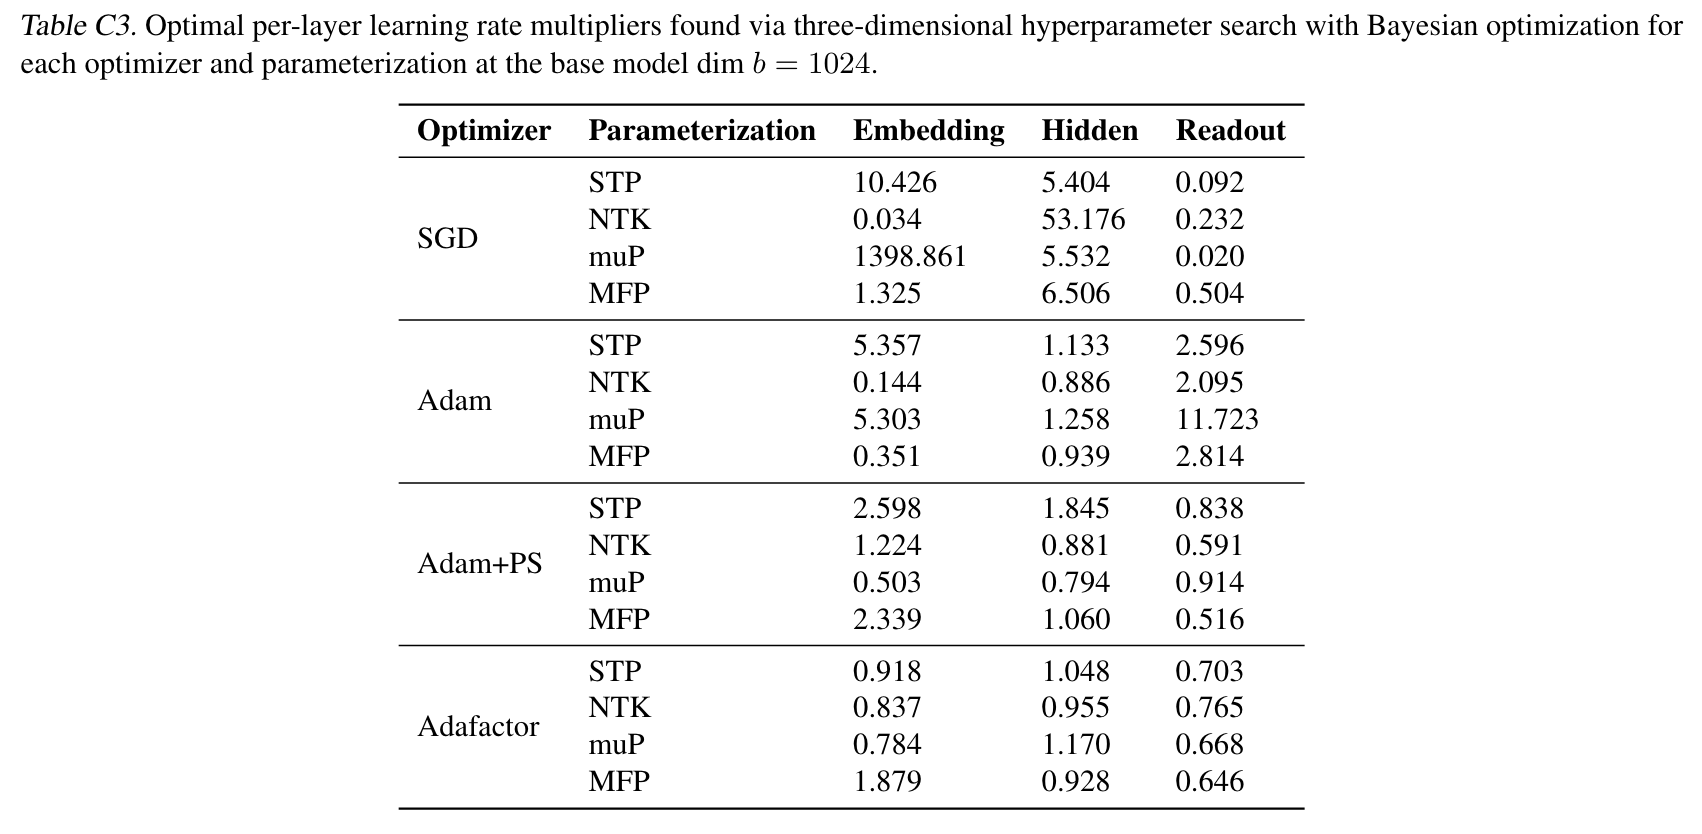 Table C3. Optimal per-layer learning rate multipliers found via three-dimensional hyperparameter search with Bayesian optimization for
each optimizer and parameterization at the base model dim b = 1024.
Optimizer Parameterization Embedding Hidden Readout
SGD
STP 10.426 5.404 0.092
NTK 0.034 53.176 0.232
muP 1398.861 5.532 0.020
MFP 1.325 6.506 0.504
Adam
STP 5.357 1.133 2.596
NTK 0.144 0.886 2.095
muP 5.303 1.258 11.723
MFP 0.351 0.939 2.814
Adam+PS
STP 2.598 1.845 0.838
NTK 1.224 0.881 0.591
muP 0.503 0.794 0.914
MFP 2.339 1.060 0.516
Adafactor
STP 0.918 1.048 0.703
NTK 0.837 0.955 0.765
muP 0.784 1.170 0.668
MFP 1.879 0.928 0.646